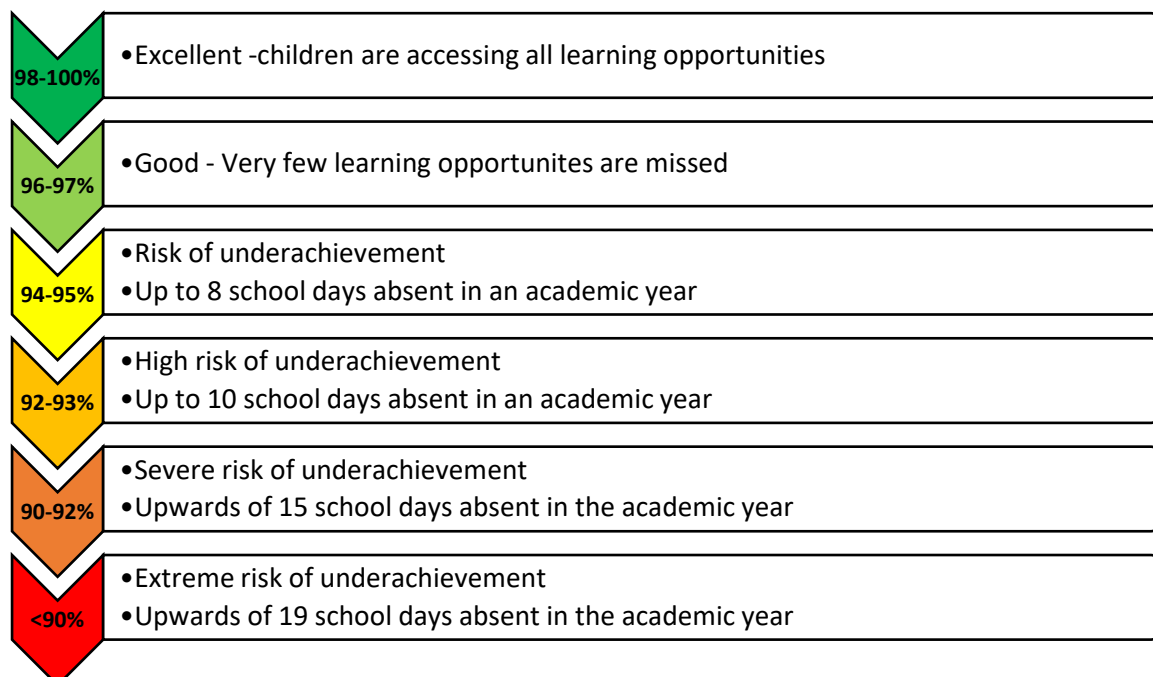 98-100%
•Excellent -children are accessing all learning opportunities
96-97%
•Good - Very few learning opportunites are missed
94-95%
•Risk of underachievement
•Up to 8 school days absent in an academic year
92-93%
•High risk of underachievement
•Up to 10 school days absent in an academic year
90-92%
•Severe risk of underachievement
•Upwards of 15 school days absent in the academic year
<90%
•Extreme risk of underachievement
•Upwards of 19 school days absent in the academic year